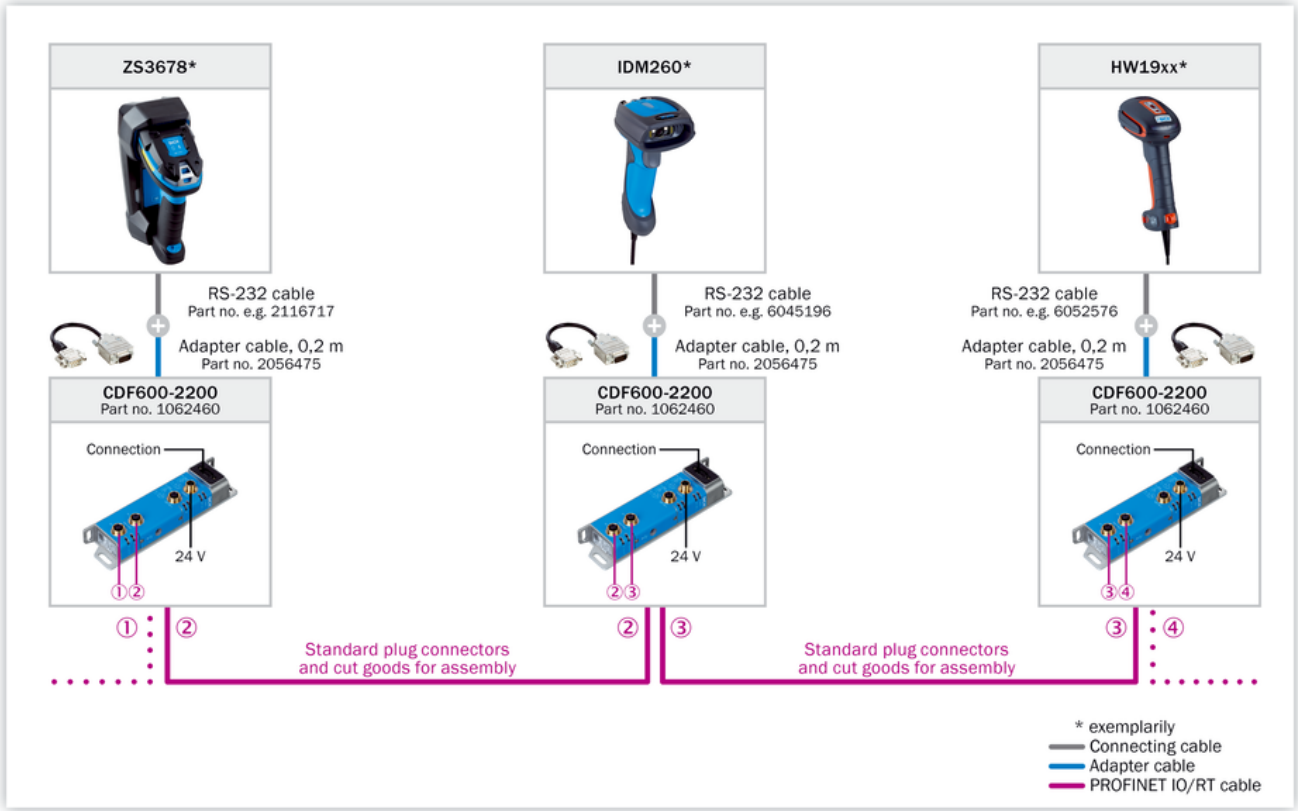 ZS3678*
IDM260*
HW19xx*
RS-232 cable
Part no. e.g. 2116717
Adapter cable, 0,2 m
Part no. 2056475
RS-232 cable
Part no. e.g. 6045196
Adapter cable, 0,2 m
Part no. 2056475
RS-232 cable
Part no. e.g. 6052576
Adapter cable, 0,2 m
Part no. 2056475
CDF600-2200
Part no. 1062460
Connection
24 V
①②
CDF600-2200
Part no. 1062460
Connection
24 V
②③
CDF600-2200
Part no. 1062460
Connection
24 V
③④
① ②
② ③
③ ④
Standard plug connectors
and cut goods for assembly
Standard plug connectors
and cut goods for assembly
* exemplarily
Connecting cable
Adapter cable
PROFINET IO/RT cable